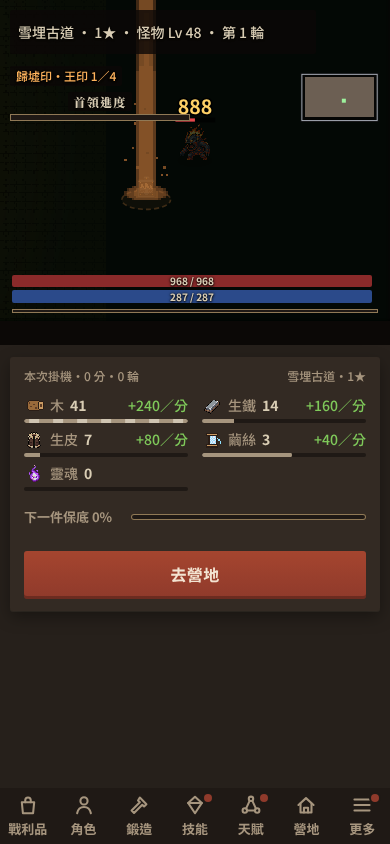 雪埋古道 • 1★ • 怪物 Lv 48 • 第 1 輪
歸墟印・王印 1／4
首領進度
888
968 / 968
287 / 287
本次掛機・0 分・0 輪 雪埋古道・1★
木 41 +240／分 生鐵 14 +160／分
生皮 7 +80／分 繭絲 3 +40／分
靈魂 0
下一件保底 0%
去營地
戰利品 角色 鍛造 技能 天賦 營地 更多